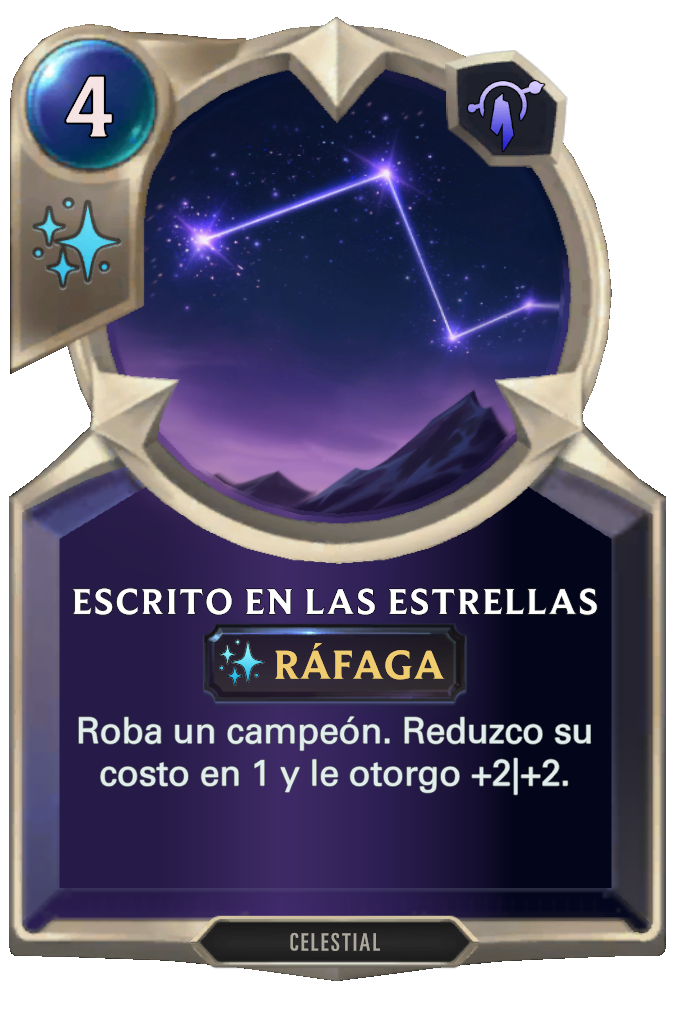 4
ESCRITO EN LAS ESTRELLAS
RÁFAGA
Roba un campeón. Reduzco su
costo en 1 y le otorgo +2|+2.
CELESTIAL